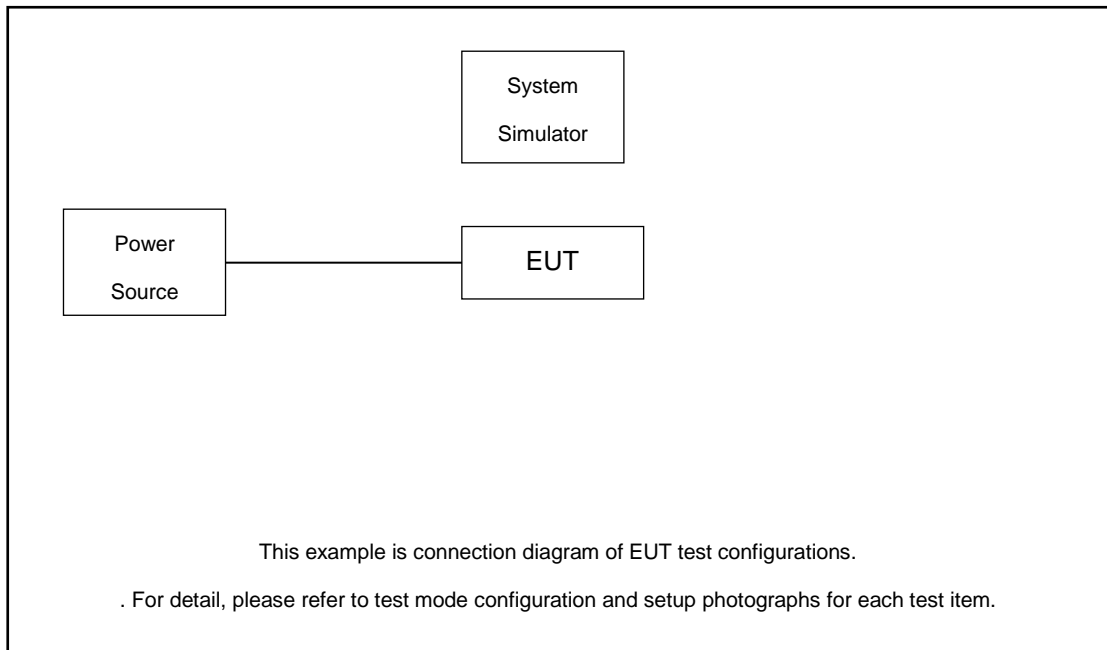 System
Simulator
Power
Source
EUT
This example is connection diagram of EUT test configurations.
. For detail, please refer to test mode configuration and setup photographs for each test item.